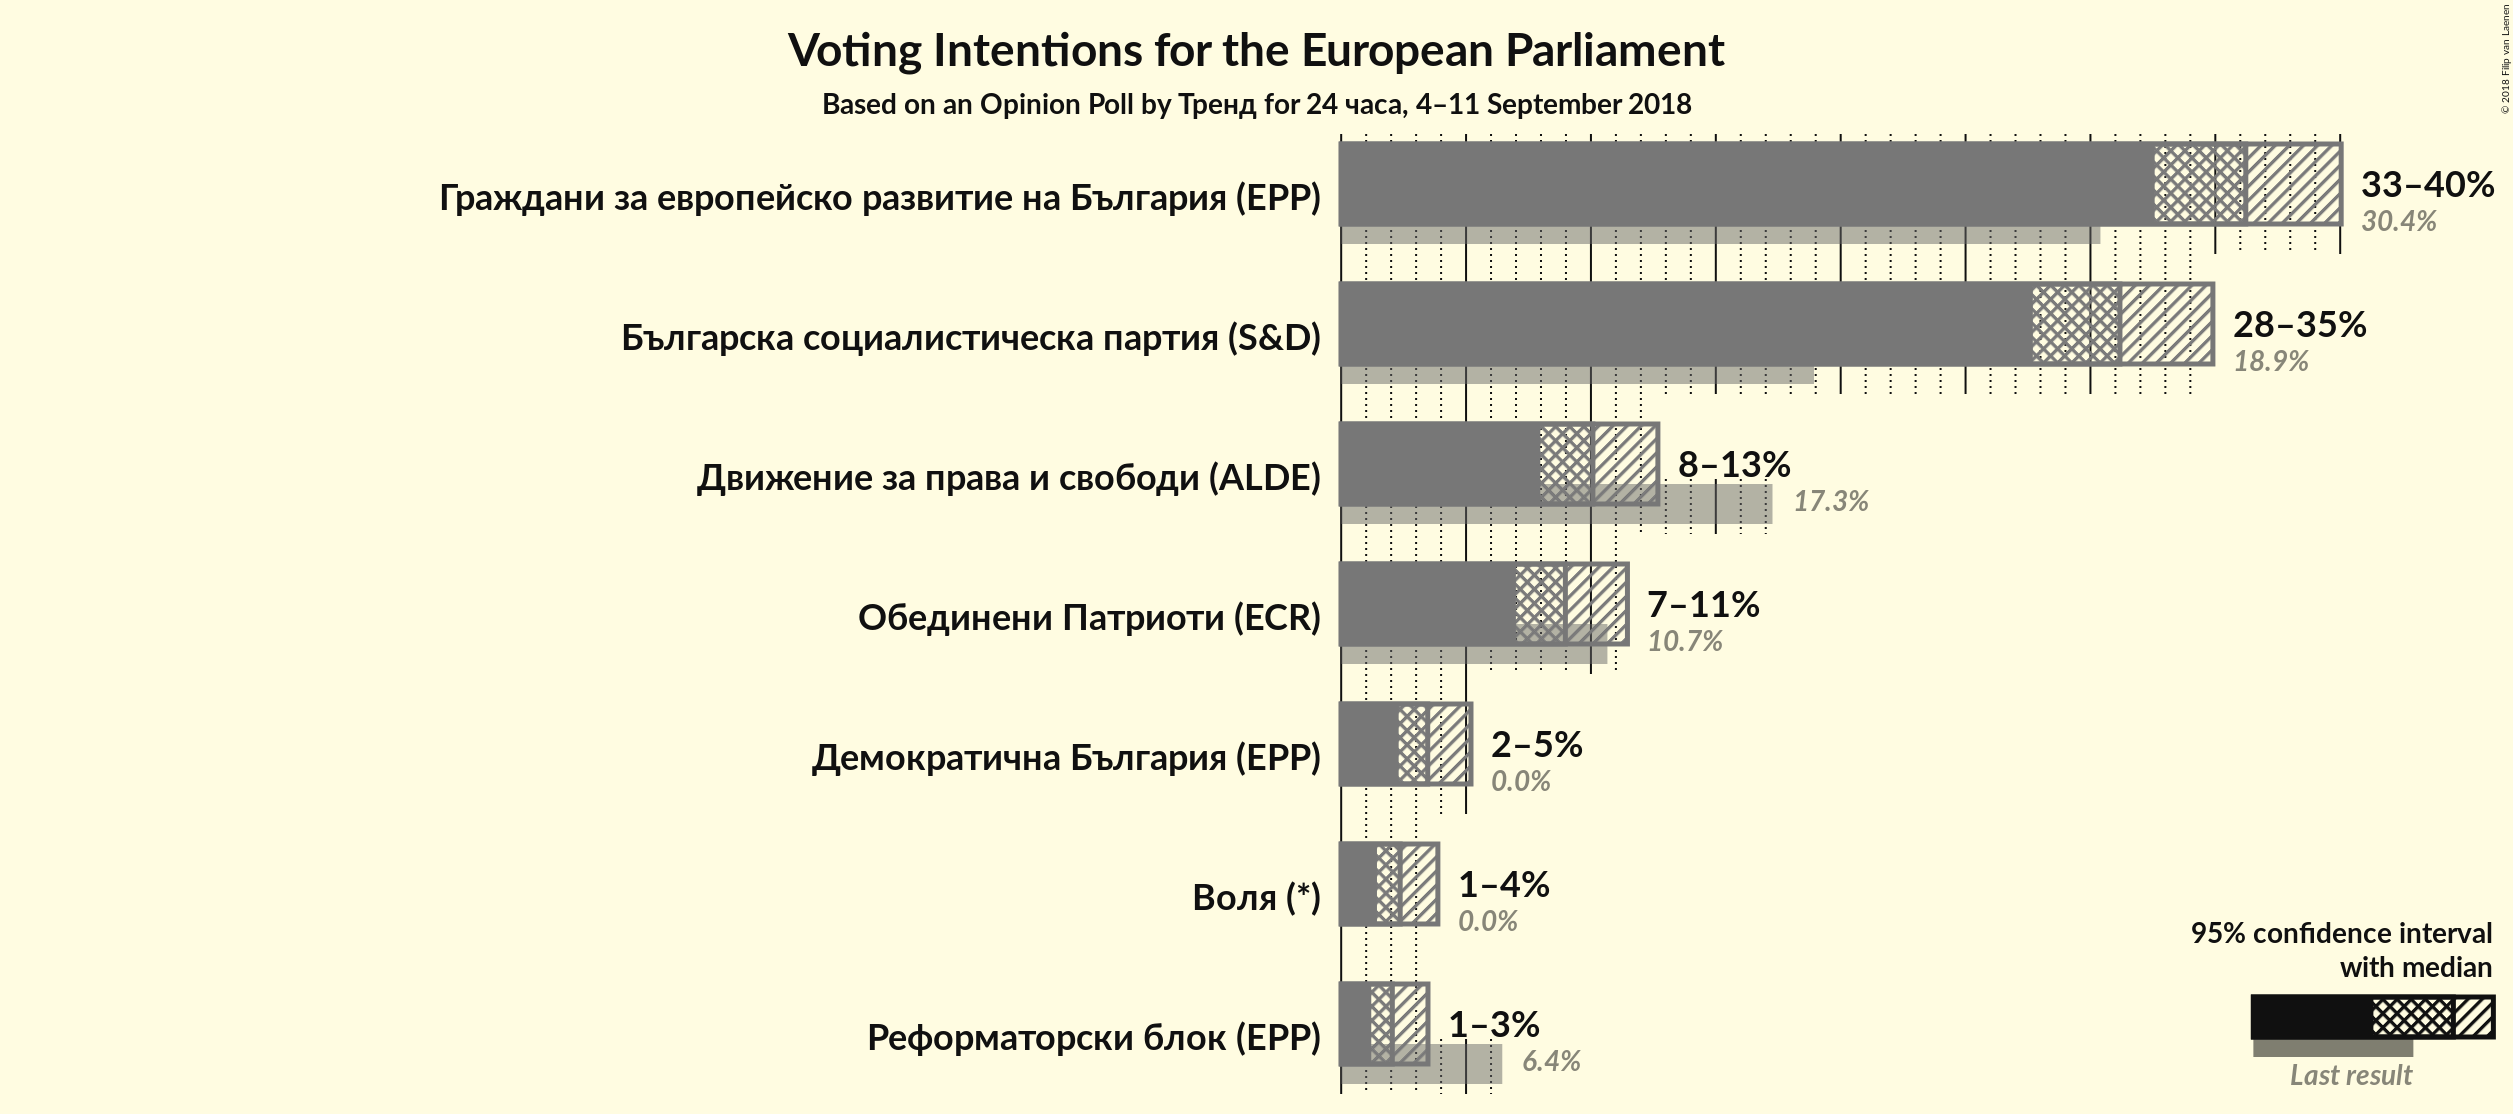 Voting Intentions for the European Parliament
Based on an Opinion Poll by Тренд for 24 часа, 4–11 September 2018
© 2018 Filip van Laenen
Граждани за европейско развитие на България (EPP)
33–40%
30.4%
Българска социалистическа партия (S&D)
28–35%
18.9%
Движение за права и свободи (ALDE)
8–13%
17.3%
Обединени Патриоти (ECR)
7–11%
10.7%
Демократична България (EPP)
2–5%
0.0%
Воля (*)
1–4%
0.0%
Реформаторски блок (EPP)
1–3%
6.4%
95% confidence interval
with median
Last result